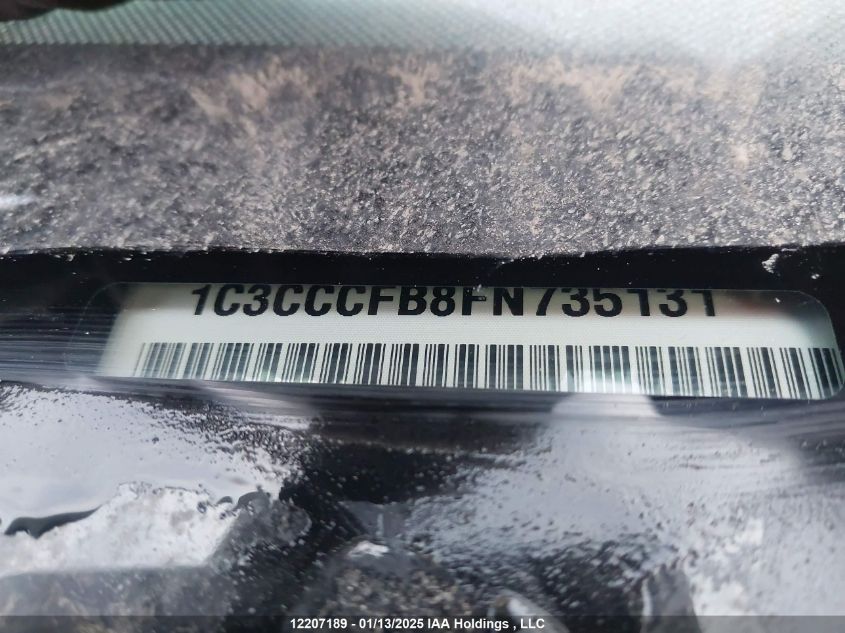 1C3CCCFB8FN735131
12207189 - 01/13/2025 IAA Holdings , LLC